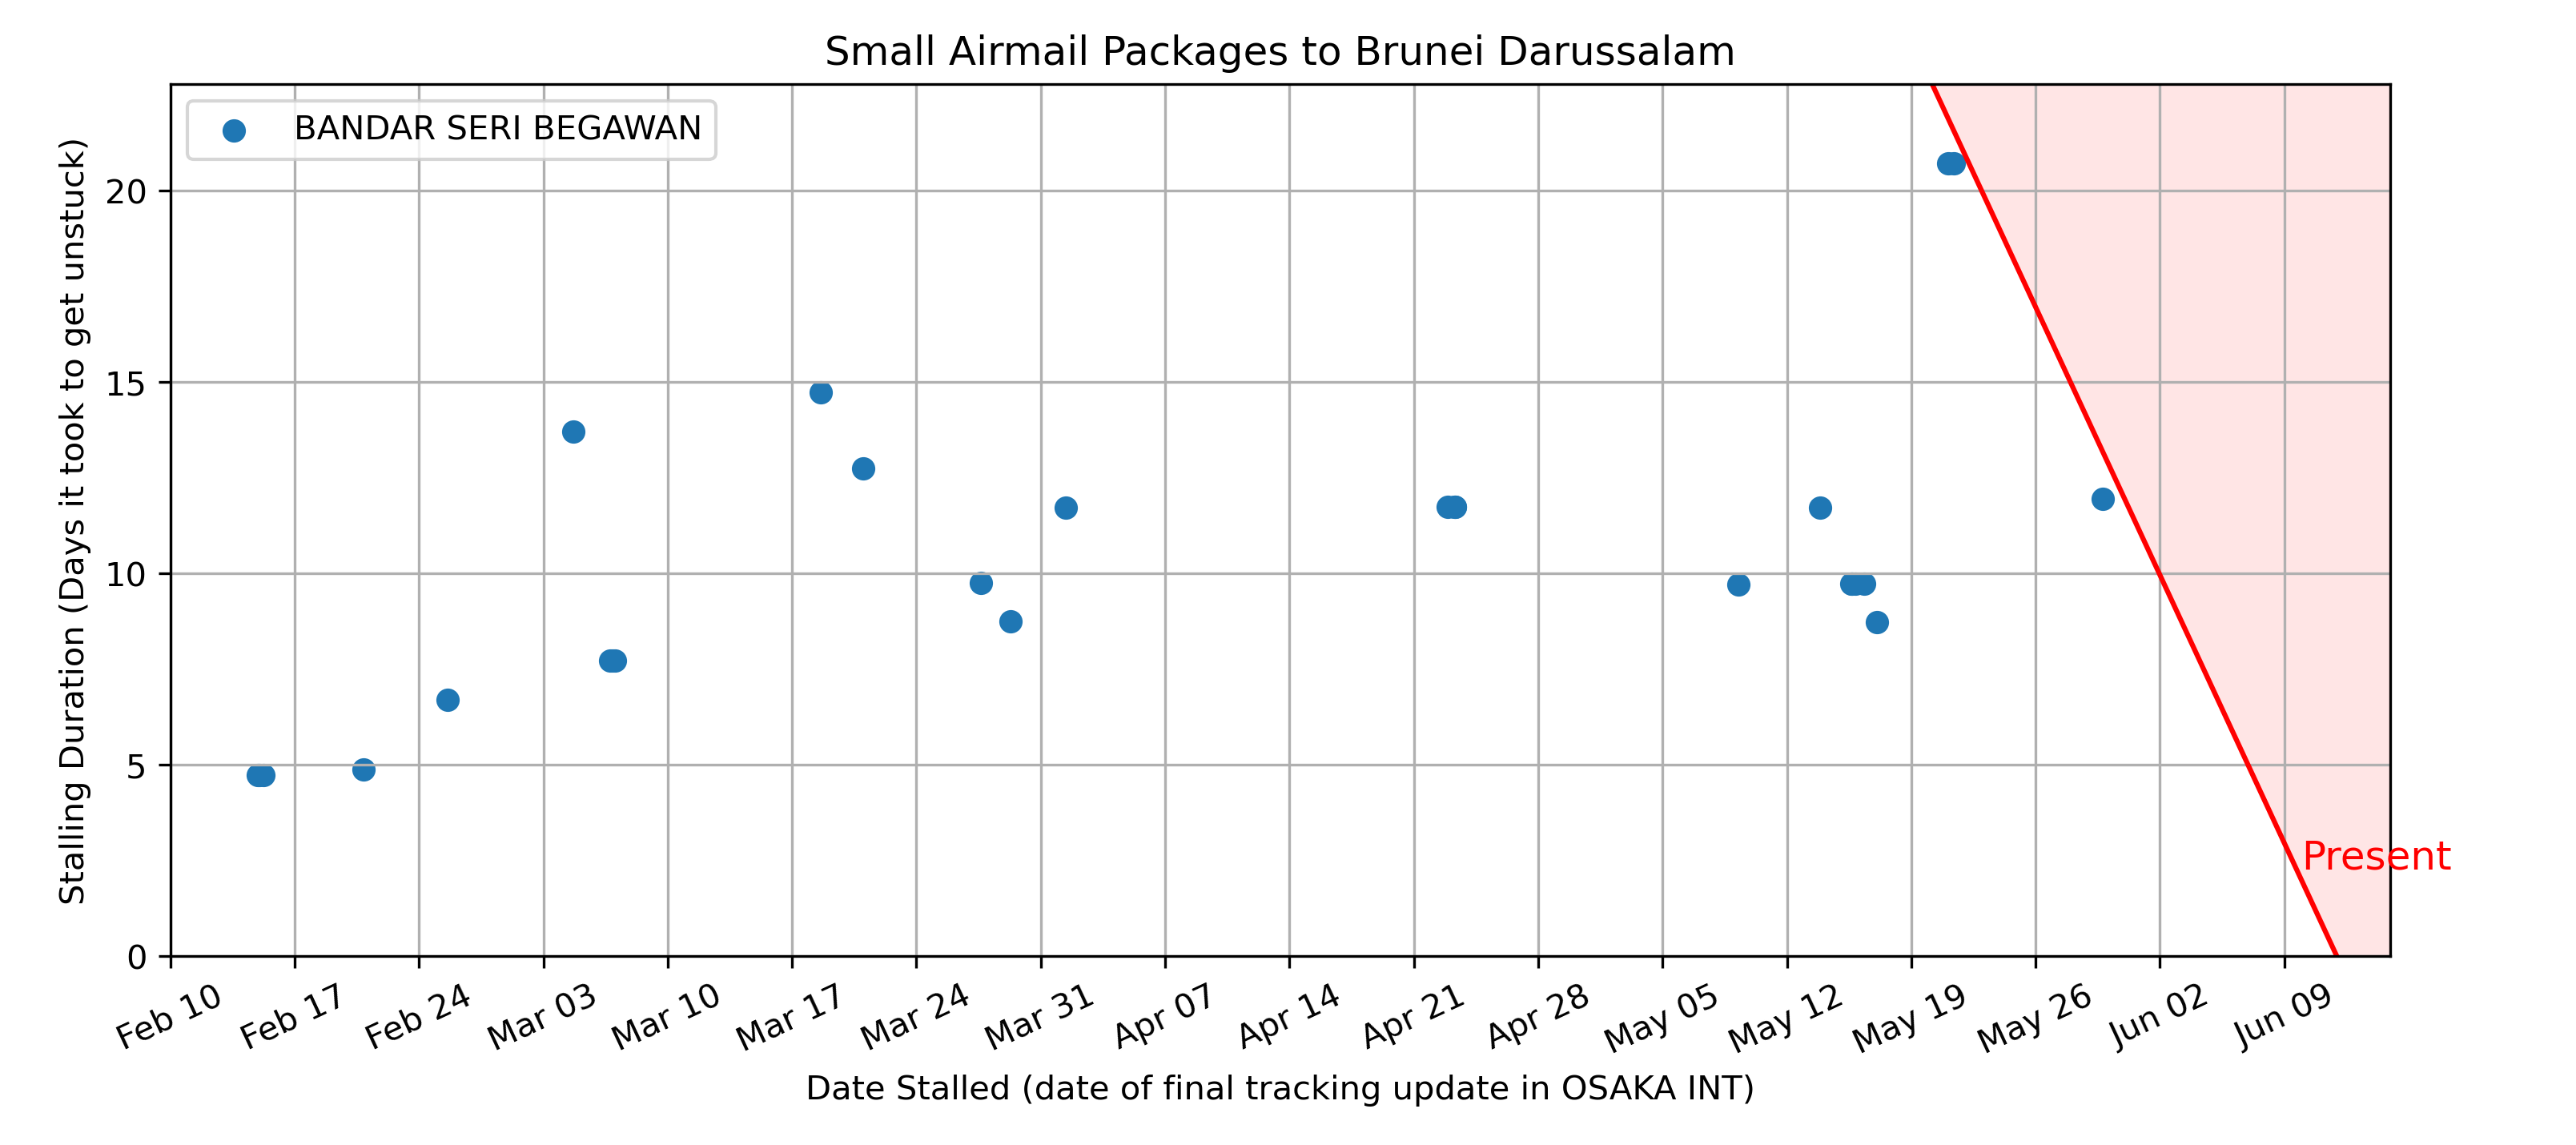 Small Airmail Packages to Brunei Darussalam
BANDAR SERI BEGAWAN
Stalling Duration (Days it took to get unstuck)
20
15
10
5
0
Present
Feb 10
Feb 17
Feb 24
Mar 03
Mar 10
Mar 17
Mar 24
Mar 31
Apr 07
Apr 14
Apr 21
Apr 28
May 05
May 12
May 19
May 26
Jun 02
Jun 09
Date Stalled (date of final tracking update in OSAKA INT)